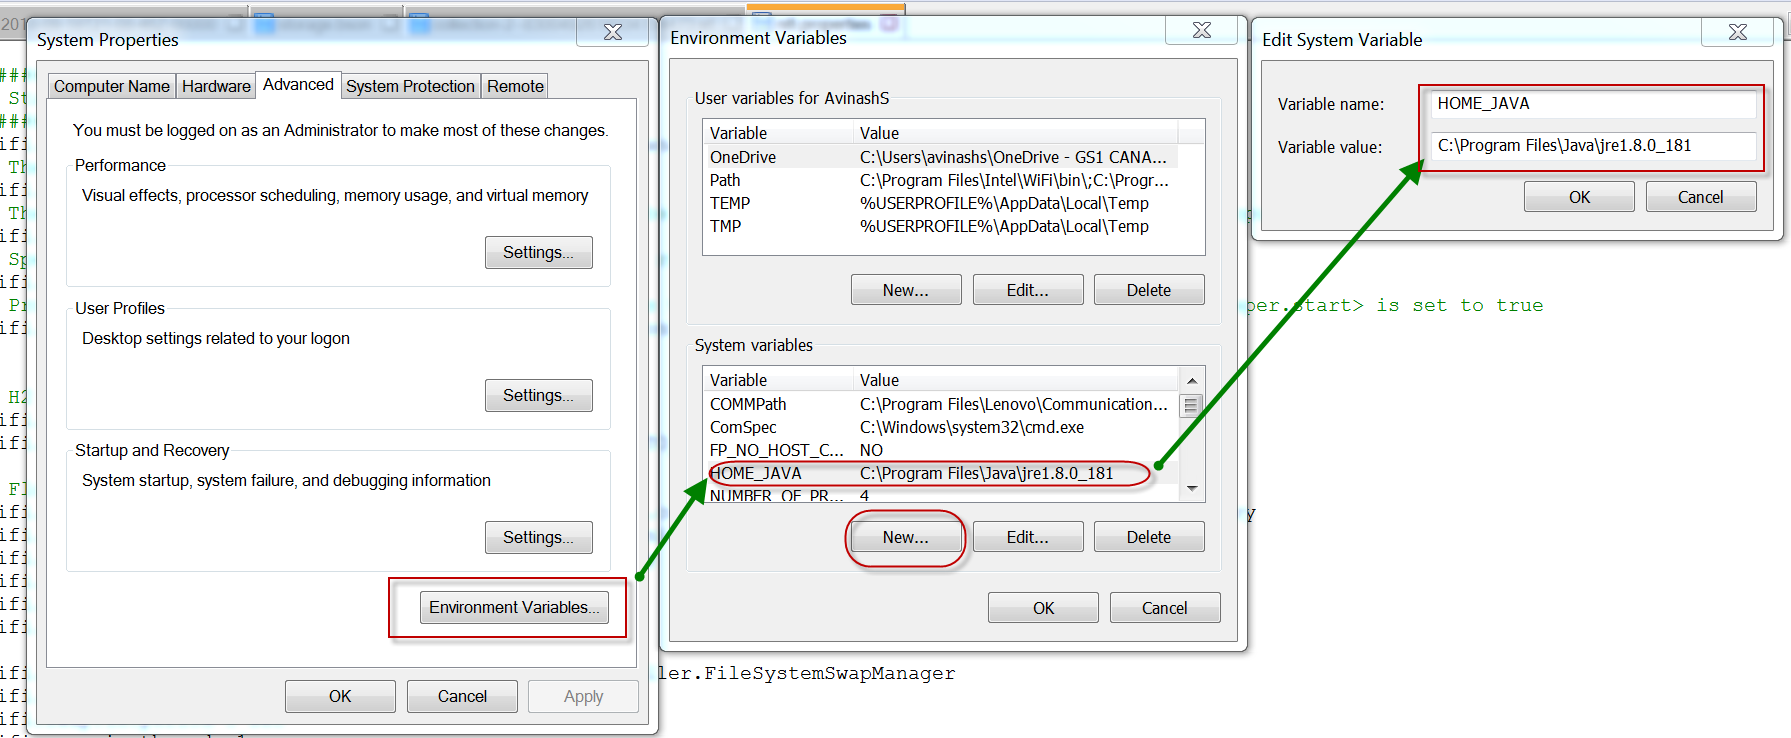 System Properties
Computer Name
Hardware
Advanced
System Protection
Remote
You must be logged on as an Administrator to make most of these changes.
Performance
Visual effects, processor scheduling, memory usage, and virtual memory
Settings...
User Profiles
Desktop settings related to your logon
Settings...
Startup and Recovery
System startup, system failure, and debugging information
Settings...
Environment Variables...
OK
Cancel
Apply
Environment Variables
User variables for AvinashS
Variable Value
OneDrive C:\Users\avinashs\OneDrive - GS1 CANA...
Path C:\Program Files\Intel\WiFi\bin\;C:\Progr...
TEMP %USERPROFILE%\AppData\Local\Temp
TMP %USERPROFILE%\AppData\Local\Temp
New...
Edit...
Delete
System variables
Variable Value
COMMPath C:\Program Files\Lenovo\Communication...
ComSpec C:\Windows\system32\cmd.exe
FP_NO_HOST_C... NO
HOME_JAVA C:\Program Files\Java\jre1.8.0_181
NUMBER_OF_PR... 4
New...
Edit...
Delete
OK
Cancel
Edit System Variable
Variable name: HOME_JAVA
Variable value: C:\Program Files\Java\jre1.8.0_181
OK
Cancel
per.start> is set to true
ler.FileSystemSwapManager